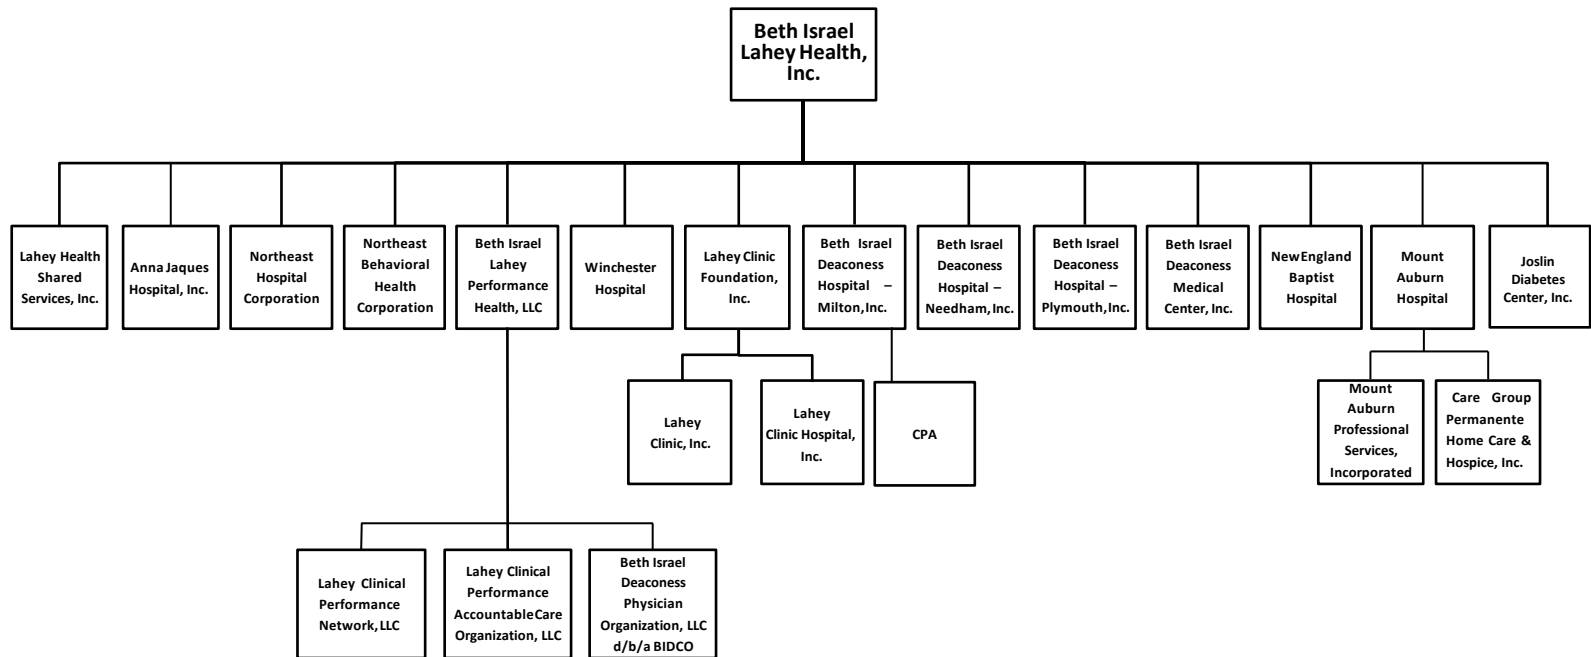 Beth Israel
Lahey Health,
Inc.
Lahey Health
Shared
Services, Inc.
Anna Jaques
Hospital, Inc.
Northeast
Hospital
Corporation
Northeast
Behavioral
Health
Corporation
Beth Israel
Lahey
Performance
Health, LLC
Winchester
Hospital
Lahey Clinic
Foundation,
Inc.
Beth Israel
Deaconess
Hospital –
Milton, Inc.
Beth Israel
Deaconess
Hospital –
Needham, Inc.
Beth Israel
Deaconess
Hospital –
Plymouth, Inc.
Beth Israel
Deaconess
Medical
Center, Inc.
New England
Baptist
Hospital
Mount
Auburn
Hospital
Joslin
Diabetes
Center, Inc.
Lahey
Clinic, Inc.
Lahey
Clinic Hospital,
Inc.
CPA
Mount
Auburn
Professional
Services,
Incorporated
Care Group
Permanente
Home Care &
Hospice, Inc.
Lahey Clinical
Performance
Network, LLC
Lahey Clinical
Performance
Accountable Care
Organization, LLC
Beth Israel
Deaconess
Physician
Organization, LLC
d/b/a BIDCO